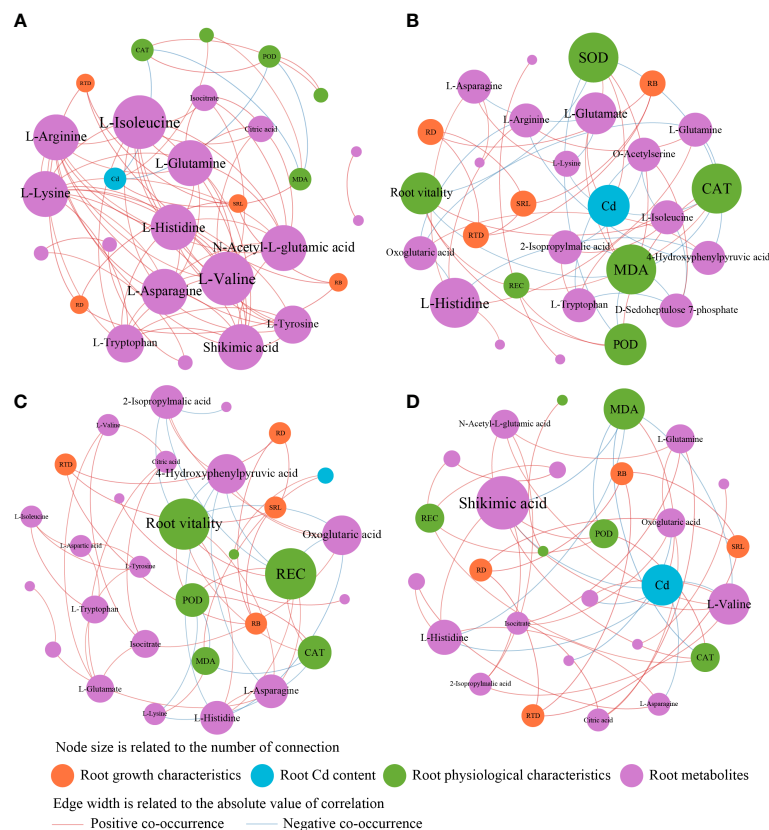 A
CAT
POD
RTD
Isocitrate
L-Isoleucine
L-Arginine
Citric acid
L-Glutamine
Cd
MDA
L-Lysine
SRL
L-Histidine
N-Acetyl-L-glutamic acid
L-Valine
RB
L-Asparagine
RD
L-Tyrosine
L-Tryptophan
Shikimic acid
B
SOD
RB
L-Asparagine
L-Glutamate
L-Arginine
RD
L-Glutamine
O-Acetylserine
L-Lysine
Root vitality
CAT
SRL
Cd
L-Isoleucine
RTD
2-Isopropylmalic acid
Oxoglutaric acid
4-Hydroxyphenylpyruvic acid
MDA
REC
L-Histidine
L-Tryptophan
D-Sedoheptulose 7-phosphate
POD
C
2-Isopropylmalic acid
L-Valine
RD
RTD
Citric acid
4-Hydroxyphenylpyruvic acid
SRL
L-Isoleucine
Root vitality
Oxoglutaric acid
L-Aspartic acid
L-Tyrosine
REC
POD
L-Tryptophan
RB
Isocitrate
CAT
MDA
L-Glutamate
L-Asparagine
L-Lysine
L-Histidine
D
MDA
N-Acetyl-L-glutamic acid
L-Glutamine
RB
Shikimic acid
REC
Oxoglutaric acid
POD
SRL
RD
Cd
L-Valine
Isocitrate
L-Histidine
CAT
2-Isopropylmalic acid
L-Asparagine
RTD
Citric acid
Node size is related to the number of connection
Root growth characteristics Root Cd content Root physiological characteristics Root metabolites
Edge width is related to the absolute value of correlation
Positive co-occurrence Negative co-occurrence